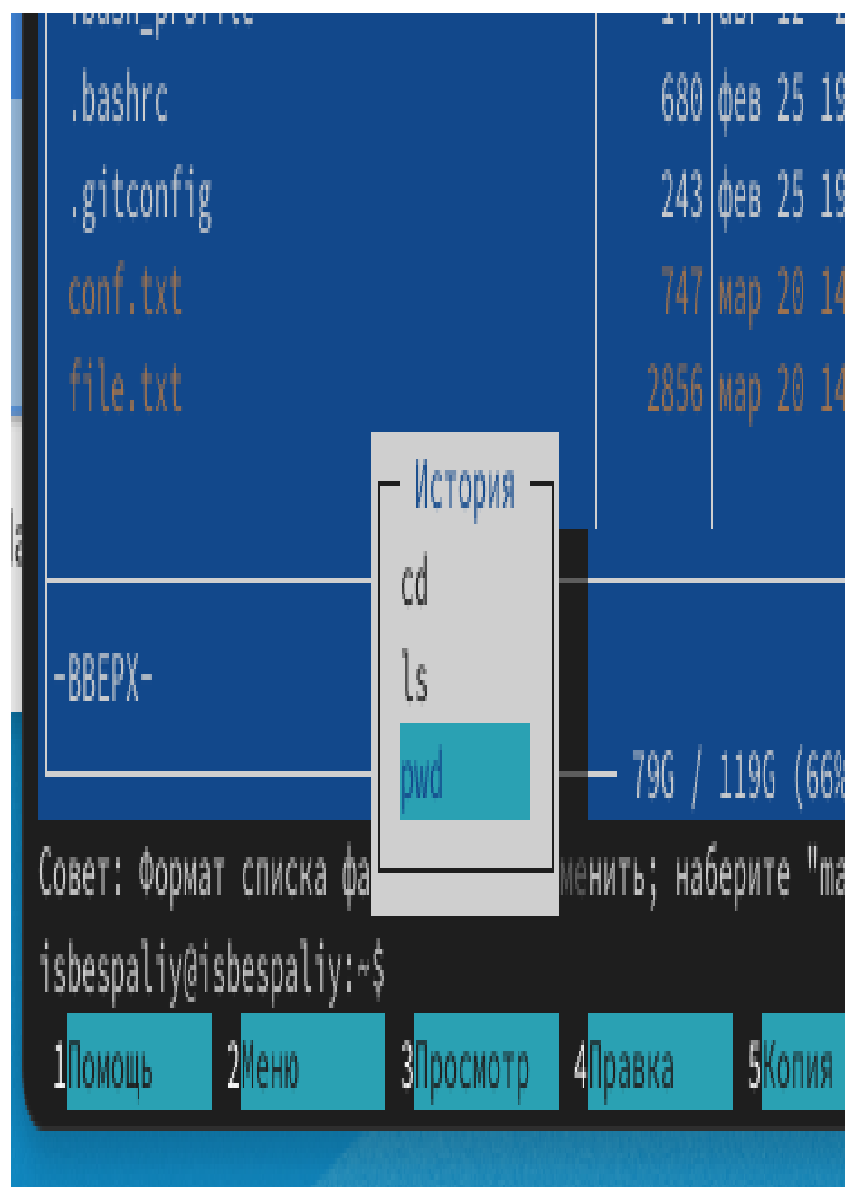 .bashrc 680 фев 25 19
.gitconfig 243 фев 25 19
conf.txt 747 мар 20 14
file.txt 2856 мар 20 14
История
cd
ls
pwd
-ВВЕРХ-
79G / 119G (66%
Совет: Формат списка фа менить; наберите "ma
isbespaliy@isbespaliy:~$
1Помощь 2Меню 3Просмотр 4Правка 5Копия